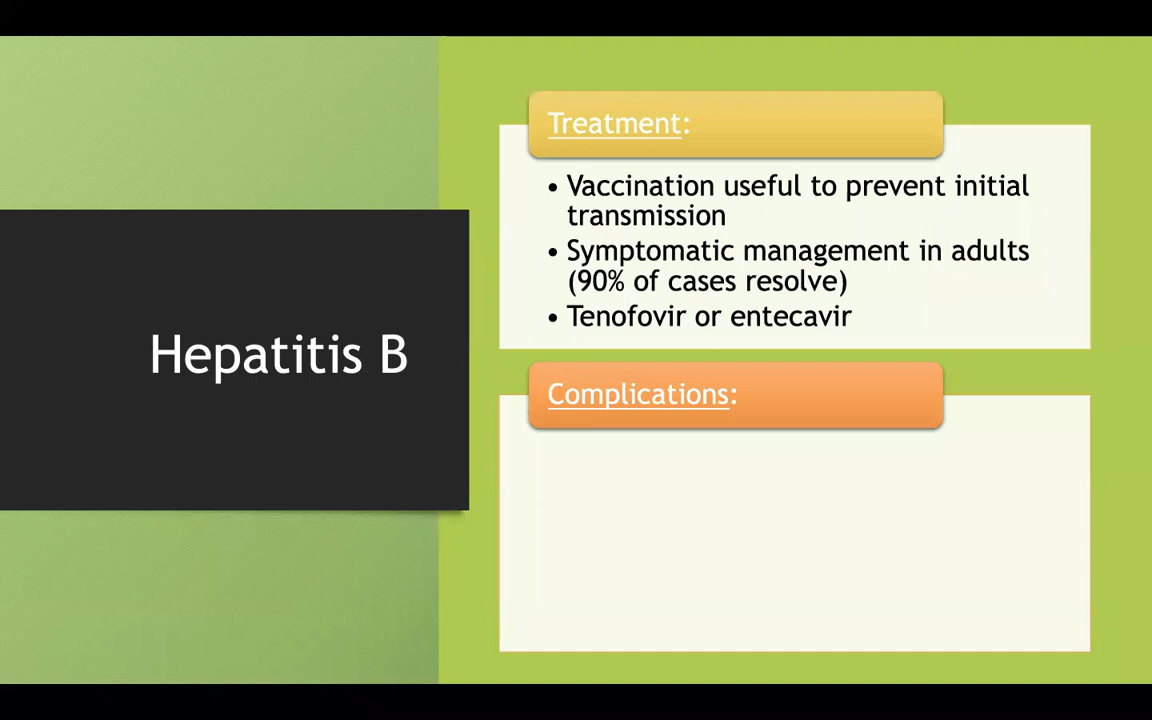 Hepatitis B
Treatment:
• Vaccination useful to prevent initial
transmission
• Symptomatic management in adults
(90% of cases resolve)
• Tenofovir or entecavir
Complications: